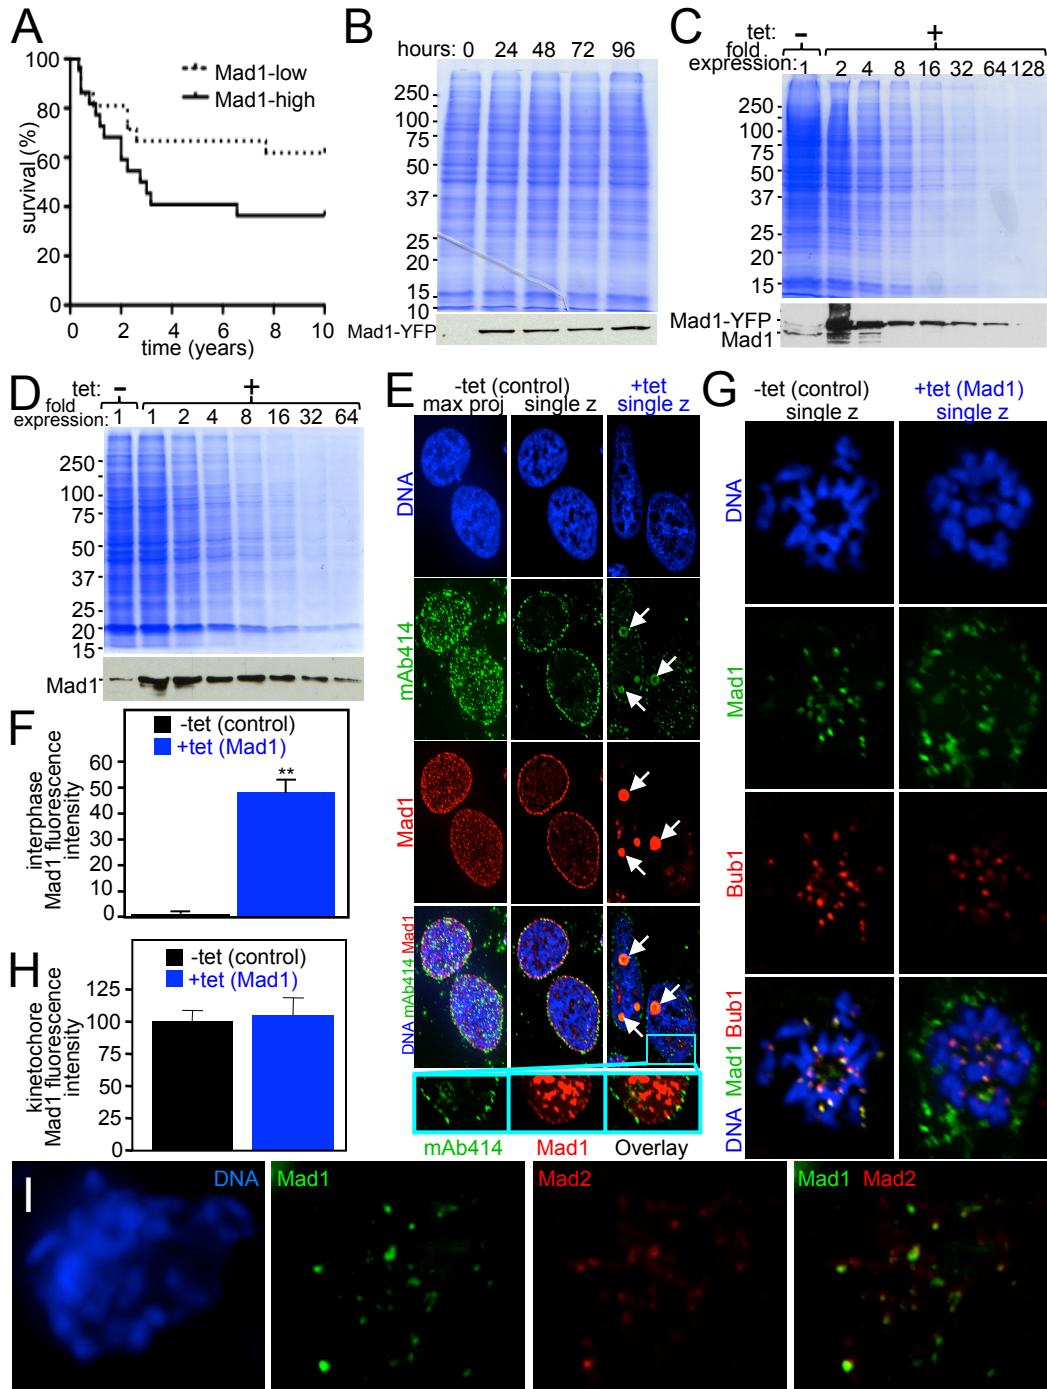 A
100
80
60
40
20
0
survival (%)
Mad1-low
Mad1-high
0 2 4 6 8 10
time (years)
B
hours: 0 24 48 72 96
250
100
75
50
37
25
20
15
10
Mad1-YFP
C
tet: - +
fold
expression: 1 2 4 8 16 32 64 128
250
100
75
50
37
25
20
15
Mad1-YFP
Mad1
D
tet: - +
fold
expression: 1 1 2 4 8 16 32 64
250
100
75
50
37
25
20
15
Mad1
E
-tet (control)
max proj single z
+tet
single z
DNA
mAb414
Mad1
DNA mAb414 Mad1
mAb414 Mad1 Overlay
F
-tet (control)
+tet (Mad1)
interphase
Mad1 fluorescence
intensity
60
50
40
30
20
10
0
**
G
-tet (control)
single z
+tet (Mad1)
single z
DNA
Mad1
Bub1
DNA Mad1 Bub1
H
-tet (control)
+tet (Mad1)
kinetochore
Mad1 fluorescence
intensity
125
100
75
50
25
0
I
DNA
Mad1
Mad2
Mad1 Mad2